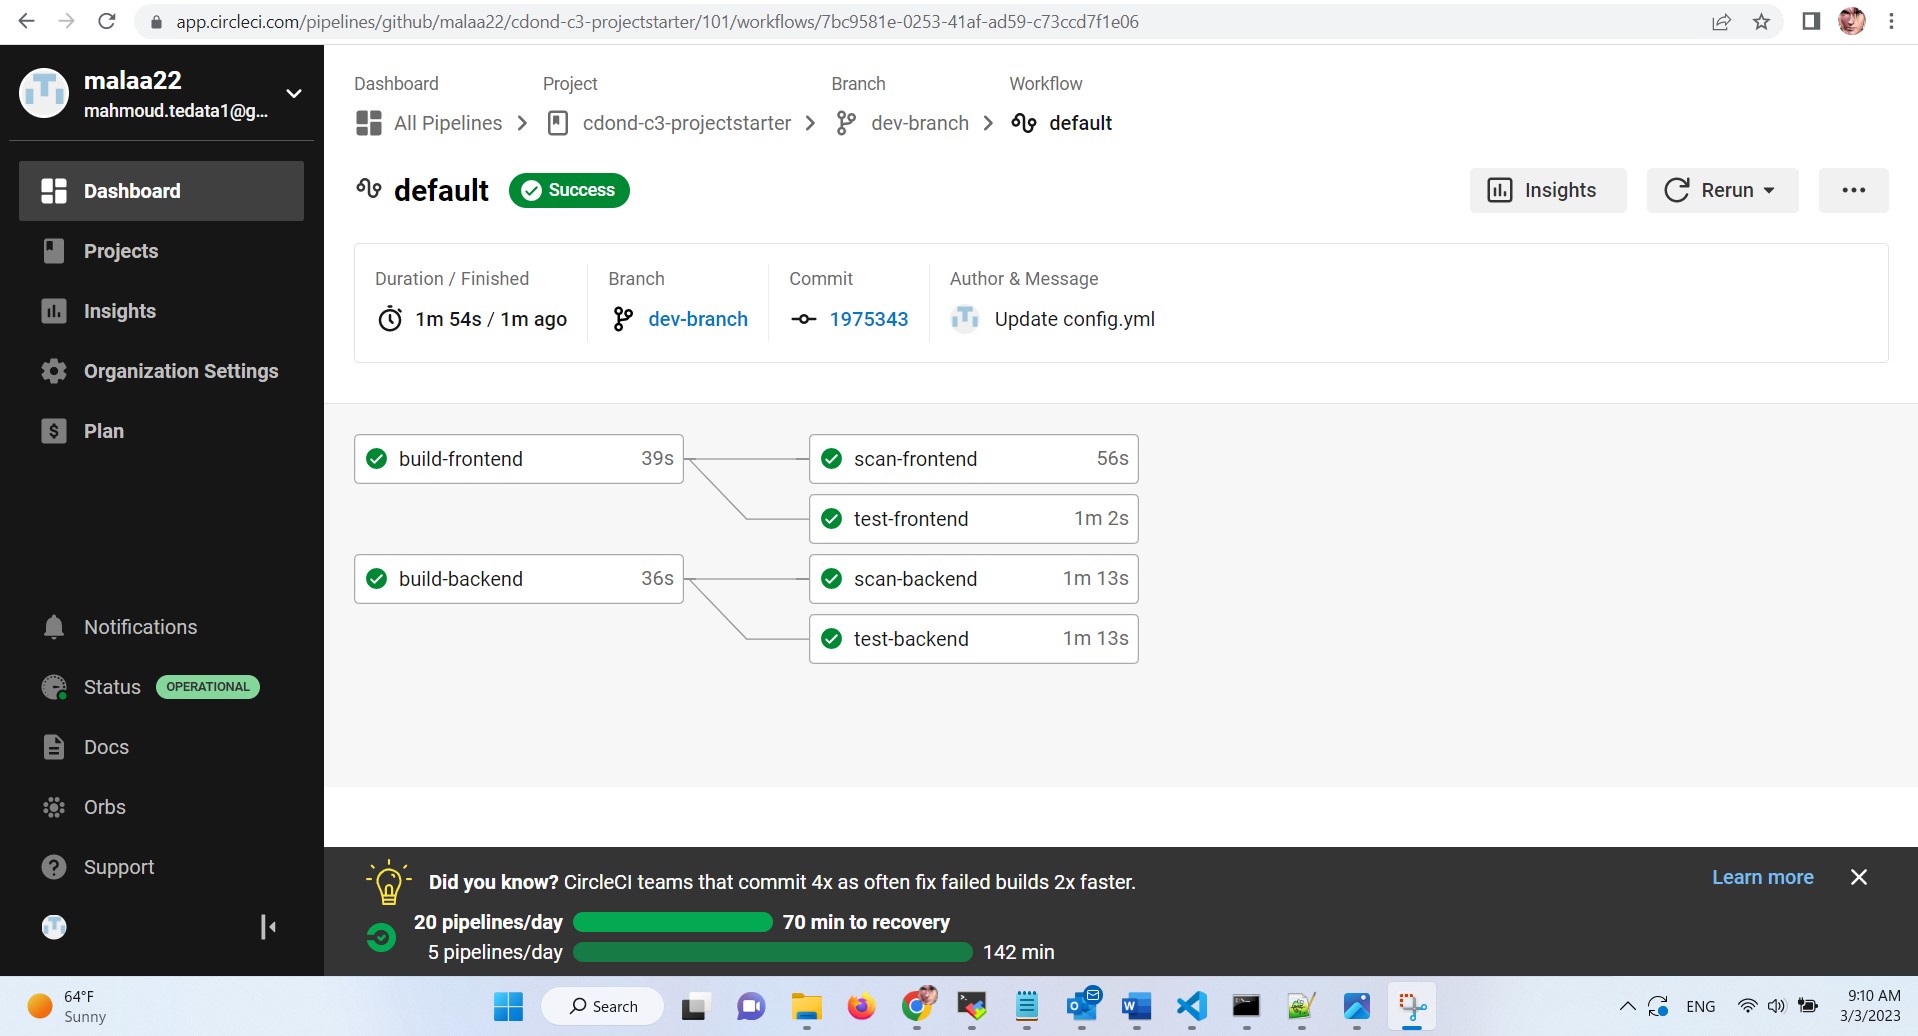 app.circleci.com/pipelines/github/malaa22/cdond-c3-projectstarter/101/workflows/7bc9581e-0253-41af-ad59-c73ccd7f1e06
malaa22
mahmoud.tedata1@g...
Dashboard
Projects
Insights
Organization Settings
Plan
Notifications
Status OPERATIONAL
Docs
Orbs
Support
Dashboard Project Branch Workflow
All Pipelines cdond-c3-projectstarter dev-branch default
default Success
Insights Rerun
Duration / Finished Branch Commit Author & Message
1m 54s / 1m ago dev-branch 1975343 Update config.yml
build-frontend 39s scan-frontend 56s
test-frontend 1m 2s
build-backend 36s scan-backend 1m 13s
test-backend 1m 13s
Did you know? CircleCI teams that commit 4x as often fix failed builds 2x faster.
Learn more
20 pipelines/day 70 min to recovery
5 pipelines/day 142 min
64°F
Sunny
Search
ENG
9:10 AM
3/3/2023